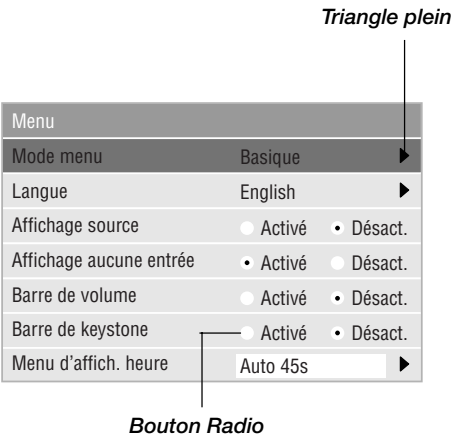 Triangle plein
Menu
Mode menu Basique
Langue English
Affichage source Activé Désact.
Affichage aucune entrée Activé Désact.
Barre de volume Activé Désact.
Barre de keystone Activé Désact.
Menu d'affich. heure Auto 45s
Bouton Radio